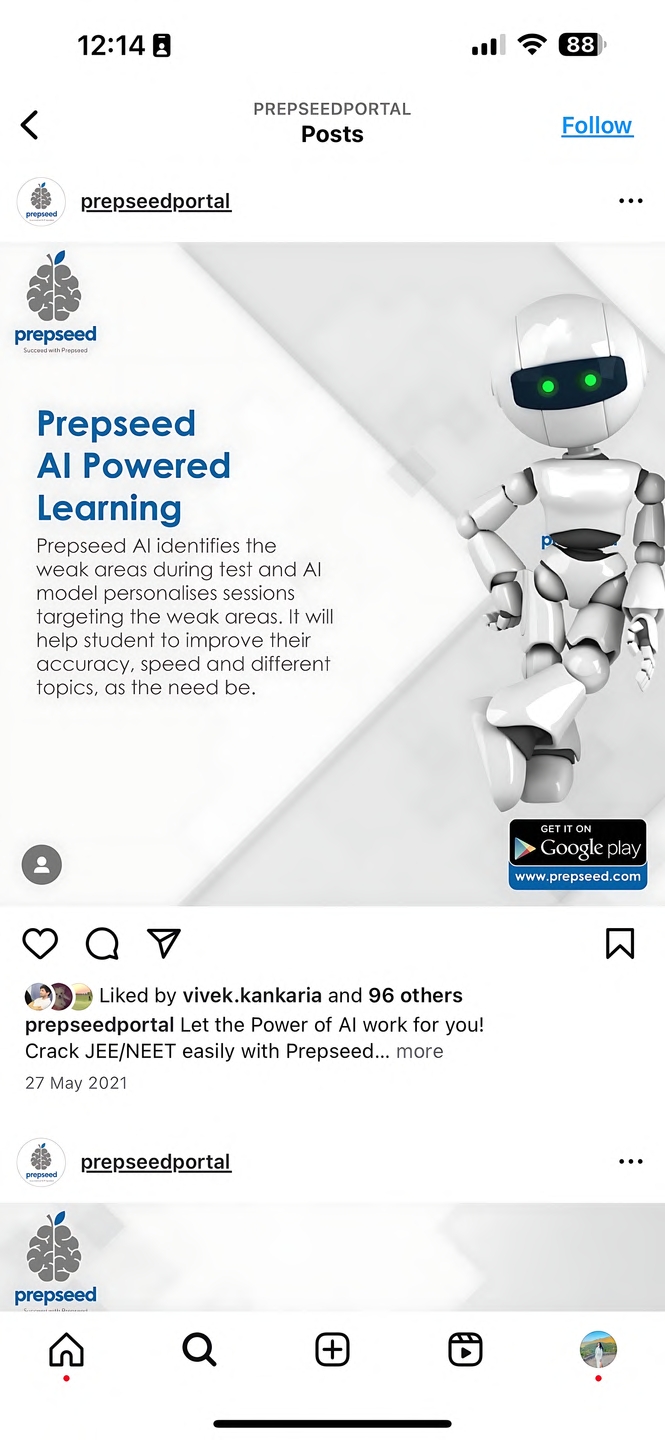 12:14
88
PREPSEEDPORTAL
Posts
Follow
prepseedportal
prepseed
Succeed with Prepseed
Prepseed
AI Powered
Learning
Prepseed AI identifies the
weak areas during test and AI
model personalises sessions
targeting the weak areas. It will
help student to improve their
accuracy, speed and different
topics, as the need be.
GET IT ON
Google play
www.prepseed.com
Liked by vivek.kankaria and 96 others
prepseedportal Let the Power of AI work for you!
Crack JEE/NEET easily with Prepseed... more
27 May 2021
prepseedportal
prepseed